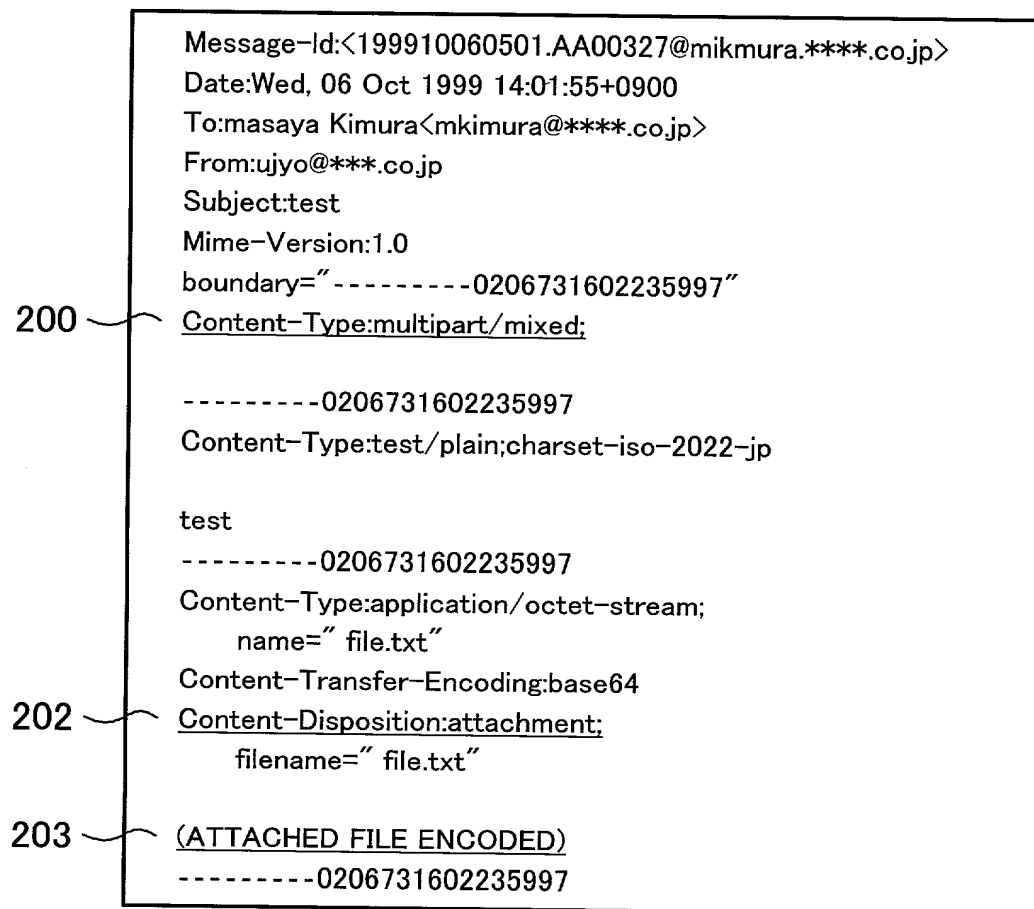 Message-Id:<199910060501.AA00327@mikmura.****.co.jp>
Date:Wed, 06 Oct 1999 14:01:55+0900
To:masaya Kimura<mkimura@****.co.jp>
From:ujyo@***.co.jp
Subject:test
Mime-Version:1.0
boundary="---------0206731602235997"
200 Content-Type:multipart/mixed;
---------0206731602235997
Content-Type:test/plain;charset-iso-2022-jp
test
---------0206731602235997
Content-Type:application/octet-stream;
name=" file.txt"
Content-Transfer-Encoding:base64
202 Content-Disposition:attachment;
filename=" file.txt"
203 (ATTACHED FILE ENCODED)
---------0206731602235997